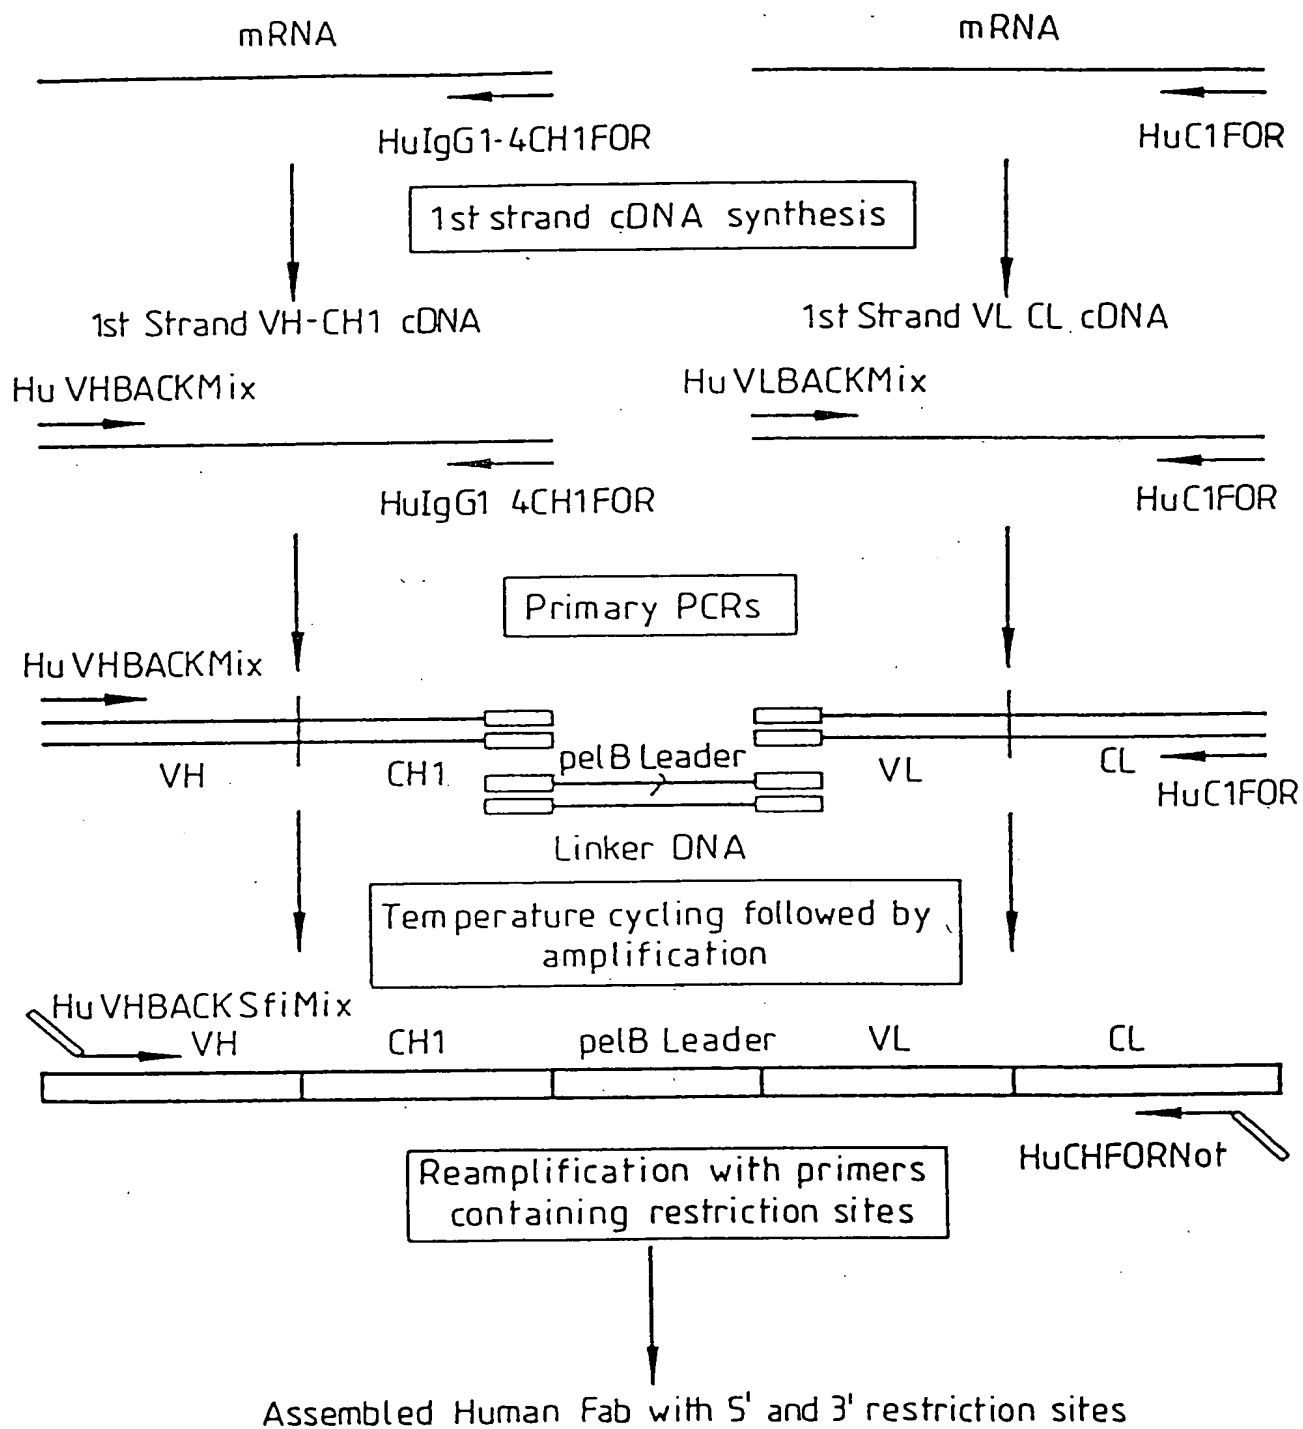 mRNA
mRNA
HuIgG1-4CH1FOR
HuC1FOR
1st strand cDNA synthesis
1st Strand VH-CH1 cDNA
1st Strand VL CL cDNA
Hu VHBACKMix
Hu VLBACKMix
HuIgG1 4CH1FOR
HuC1FOR
Primary PCRs
Hu VHBACKMix
VH
CH1
pelB Leader
VL
CL
HuC1FOR
Linker DNA
Temperature cycling followed by
amplification
Hu VHBACKSfiMix
VH
CH1
pelB Leader
VL
CL
HuCHFORNot
Reamplification with primers
containing restriction sites
Assembled Human Fab with 5' and 3' restriction sites